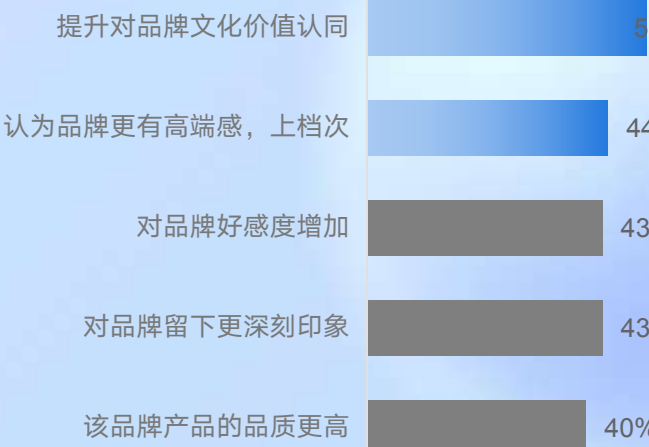 提升对品牌文化价值认同
认为品牌更有高端感，上档次 44
对品牌好感度增加 43
对品牌留下更深刻印象 43
该品牌产品的品质更高 40%